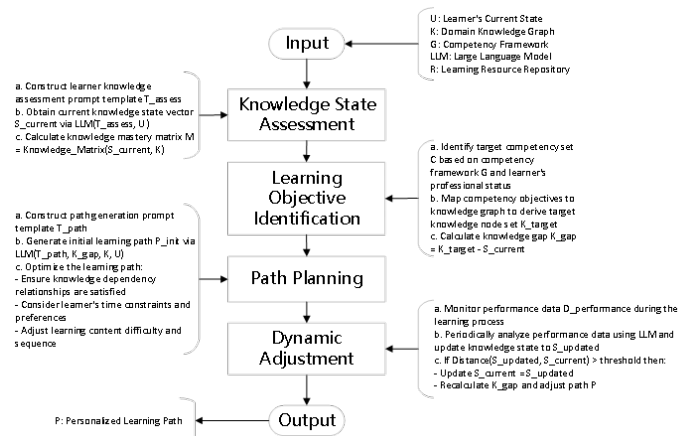 Input
U: Learner's Current State
K: Domain Knowledge Graph
G: Competency Framework
LLM: Large Language Model
R: Learning Resource Repository
a. Construct learner knowledge
assessment prompt template T_assess
b. Obtain current knowledge state vector
S_current via LLM(T_assess, U)
c. Calculate knowledge mastery matrix M
= Knowledge_Matrix(S_current, K)
Knowledge State
Assessment
Learning
Objective
Identification
a. Identify target competency set
C based on competency
framework G and learner's
professional status
b. Map competency objectives to
knowledge graph to derive target
knowledge node set K_target
c. Calculate knowledge gap K_gap
= K_target - S_current
a. Construct path generation prompt
template T_path
b. Generate initial learning path P_init via
LLM(T_path, K_gap, K, U)
c. Optimize the learning path:
- Ensure knowledge dependency
relationships are satisfied
- Consider learner's time constraints and
preferences
- Adjust learning content difficulty and
sequence
Path Planning
Dynamic
Adjustment
a. Monitor performance data D_performance during the
learning process
b. Periodically analyze performance data using LLM and
update knowledge state to S_updated
c. If Distance(S_updated, S_current) > threshold then:
- Update S_current = S_updated
- Recalculate K_gap and adjust path P
P: Personalized Learning Path
Output